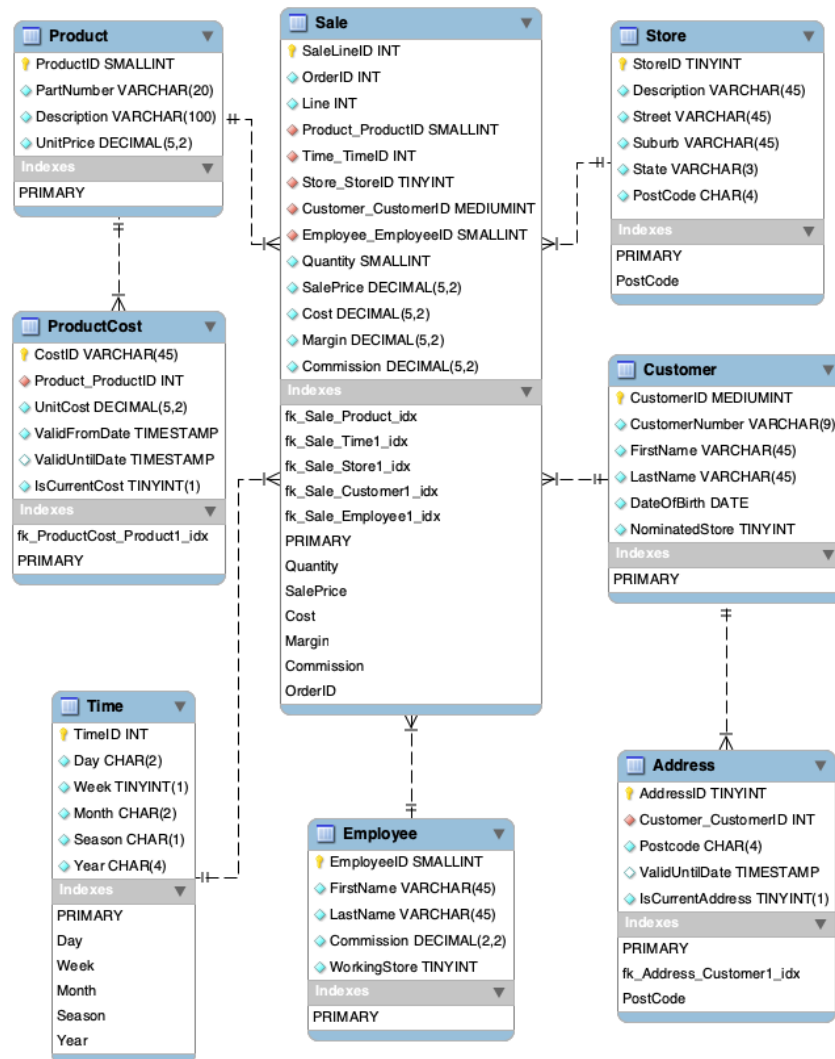 Product
ProductID SMALLINT
PartNumber VARCHAR(20)
Description VARCHAR(100)
UnitPrice DECIMAL(5,2)
Indexes
PRIMARY
Sale
SaleLineID INT
OrderID INT
Line INT
Product_ProductID SMALLINT
Time_TimeID INT
Store_StoreID TINYINT
Customer_CustomerID MEDIUMINT
Employee_EmployeeID SMALLINT
Quantity SMALLINT
SalePrice DECIMAL(5,2)
Cost DECIMAL(5,2)
Margin DECIMAL(5,2)
Commission DECIMAL(5,2)
Indexes
fk_Sale_Product_idx
fk_Sale_Time1_idx
fk_Sale_Store1_idx
fk_Sale_Customer1_idx
fk_Sale_Employee1_idx
PRIMARY
Quantity
SalePrice
Cost
Margin
Commission
OrderID
Store
StoreID TINYINT
Description VARCHAR(45)
Street VARCHAR(45)
Suburb VARCHAR(45)
State VARCHAR(3)
PostCode CHAR(4)
Indexes
PRIMARY
PostCode
ProductCost
CostID VARCHAR(45)
Product_ProductID INT
UnitCost DECIMAL(5,2)
ValidFromDate TIMESTAMP
ValidUntilDate TIMESTAMP
IsCurrentCost TINYINT(1)
Indexes
fk_ProductCost_Product1_idx
PRIMARY
Customer
CustomerID MEDIUMINT
CustomerNumber VARCHAR(9)
FirstName VARCHAR(45)
LastName VARCHAR(45)
DateOfBirth DATE
NominatedStore TINYINT
Indexes
PRIMARY
Time
TimeID INT
Day CHAR(2)
Week TINYINT(1)
Month CHAR(2)
Season CHAR(1)
Year CHAR(4)
Indexes
PRIMARY
Day
Week
Month
Season
Year
Employee
EmployeeID SMALLINT
FirstName VARCHAR(45)
LastName VARCHAR(45)
Commission DECIMAL(2,2)
WorkingStore TINYINT
Indexes
PRIMARY
Address
AddressID TINYINT
Customer_CustomerID INT
Postcode CHAR(4)
ValidUntilDate TIMESTAMP
IsCurrentAddress TINYINT(1)
Indexes
PRIMARY
fk_Address_Customer1_idx
PostCode